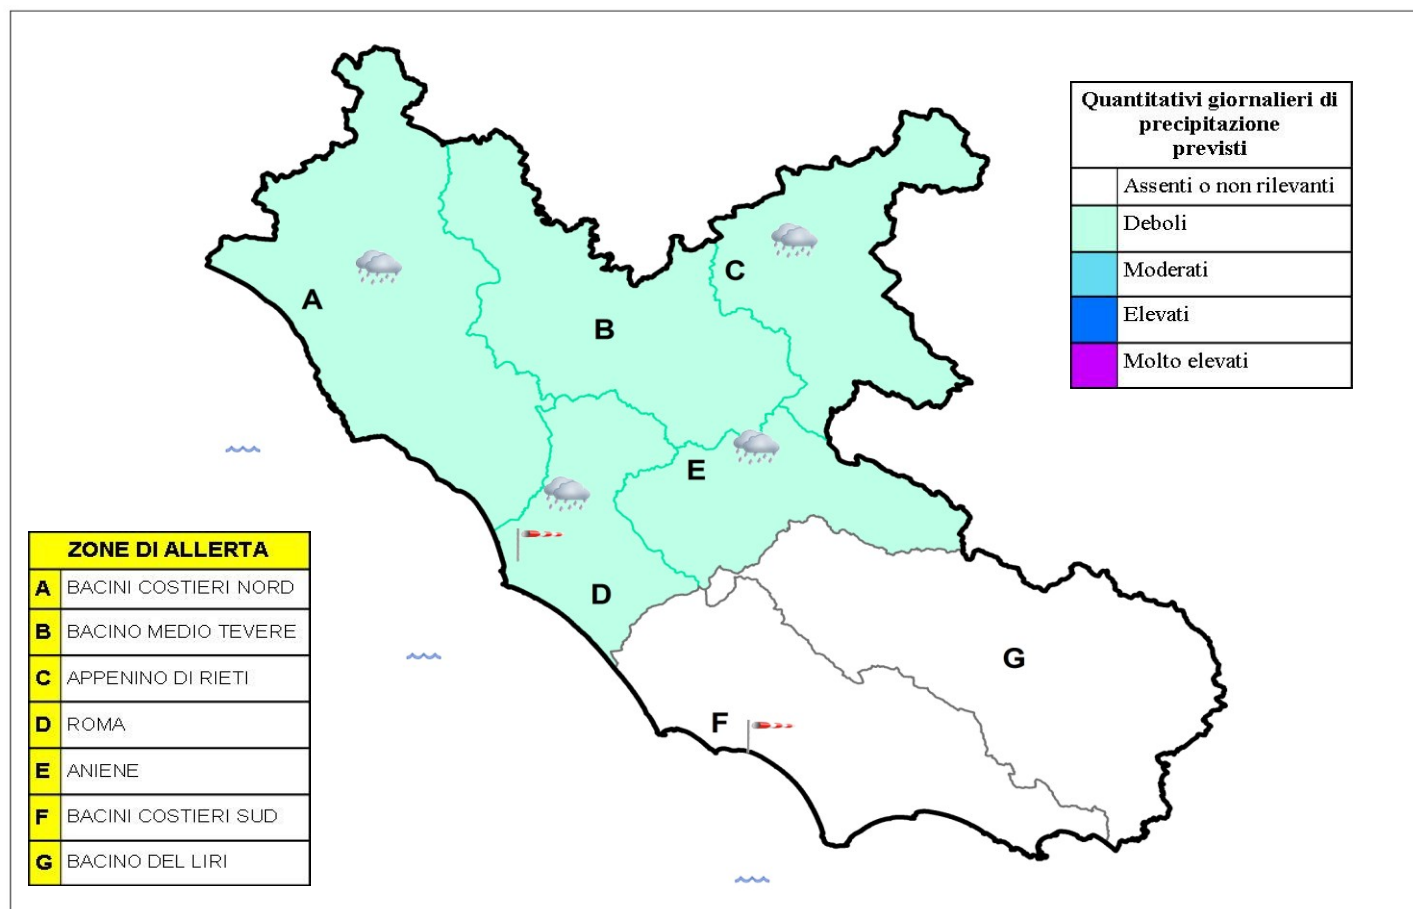 Quantitativi giornalieri di
precipitazione
previsti
Assenti o non rilevanti
Deboli
Moderati
Elevati
Molto elevati
A
B
C
D
E
F
G
ZONE DI ALLERTA
A BACINI COSTIERI NORD
B BACINO MEDIO TEVERE
C APPENINO DI RIETI
D ROMA
E ANIENE
F BACINI COSTIERI SUD
G BACINO DEL LIRI